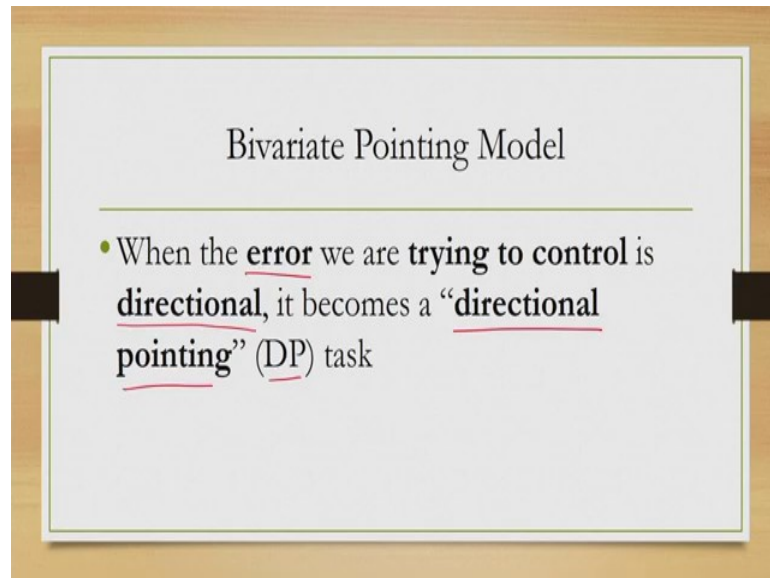 Bivariate Pointing Model
• When the error we are trying to control is
directional, it becomes a “directional
pointing” (DP) task